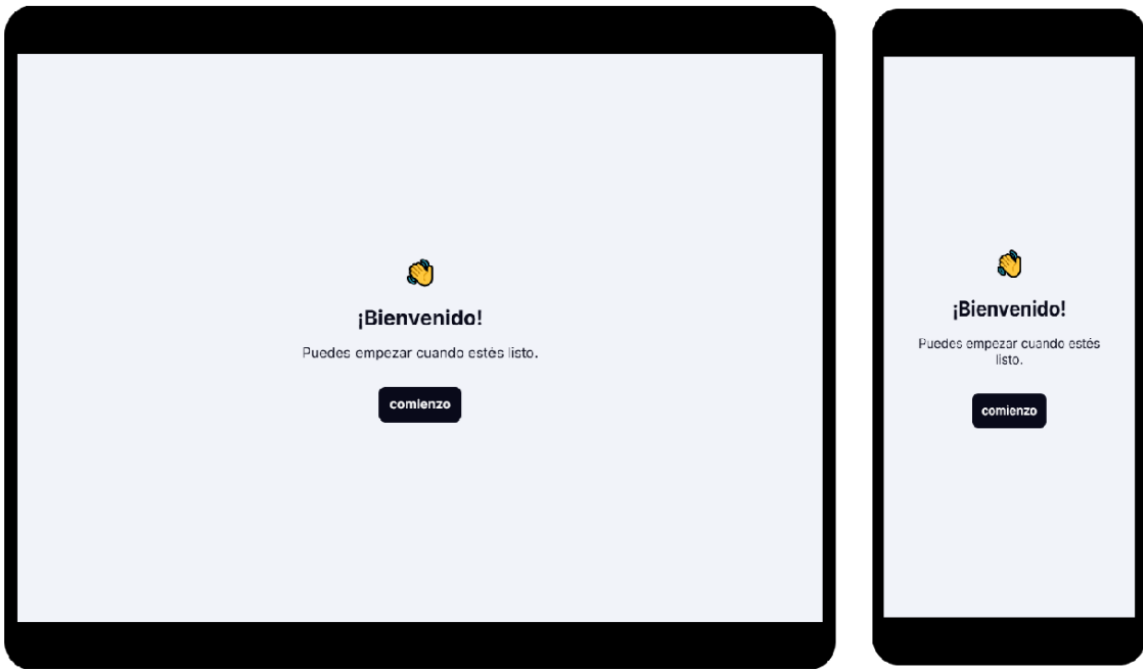 ¡Bienvenido!
Puedes empezar cuando estés listo.
comienzo
¡Bienvenido!
Puedes empezar cuando estés
listo.
comienzo